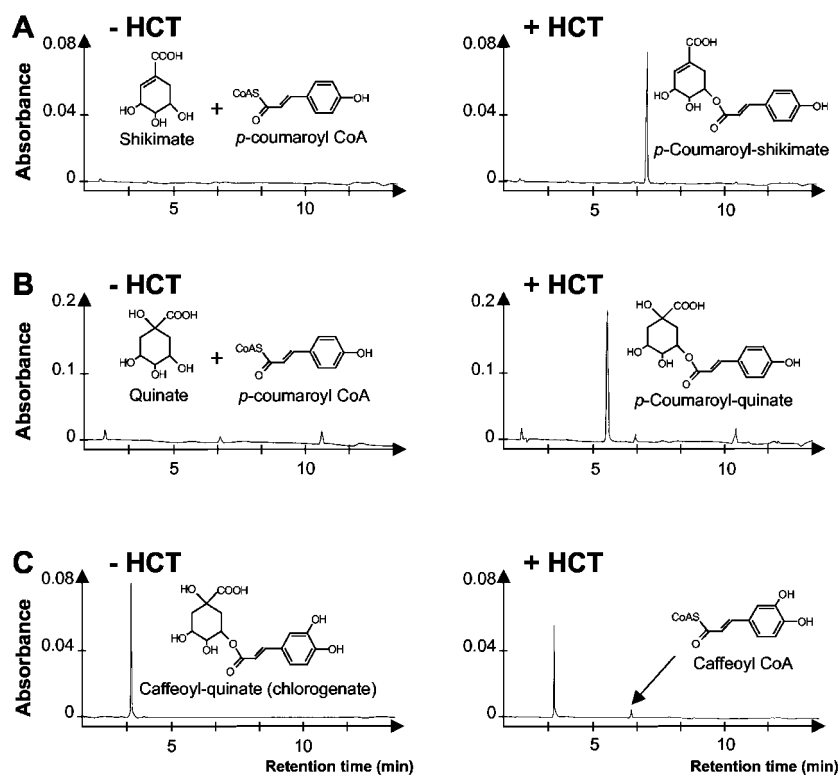 A
- HCT
+ HCT
Absorbance
0.08
0.04
0
COOH
HO
OH
OH
Shikimate
+
CoAS
O
OH
p-coumaroyl CoA
5
10
0.08
0.04
0
COOH
HO
OH
O
O
OH
p-Coumaroyl-shikimate
5
10
B
- HCT
+ HCT
Absorbance
0.2
0.1
0
HO
COOH
HO
OH
OH
Quinate
+
CoAS
O
OH
p-coumaroyl CoA
5
10
0.2
0.1
0
HO
COOH
HO
OH
O
O
OH
p-Coumaroyl-quinate
5
10
C
- HCT
+ HCT
Absorbance
0.08
0.04
0
HO
COOH
HO
OH
O
O
OH
OH
Caffeoyl-quinate (chlorogenate)
5
10
Retention time (min)
0.08
0.04
0
CoAS
O
OH
OH
Caffeoyl CoA
5
10
Retention time (min)